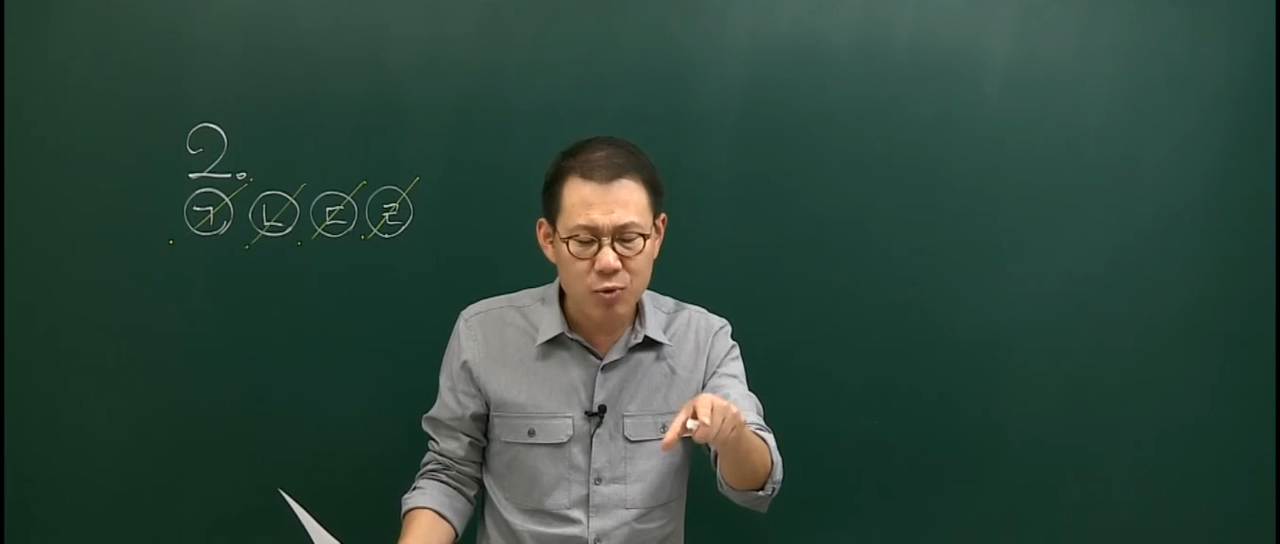 2.
㉠ ㉡ ㉢ ㉣